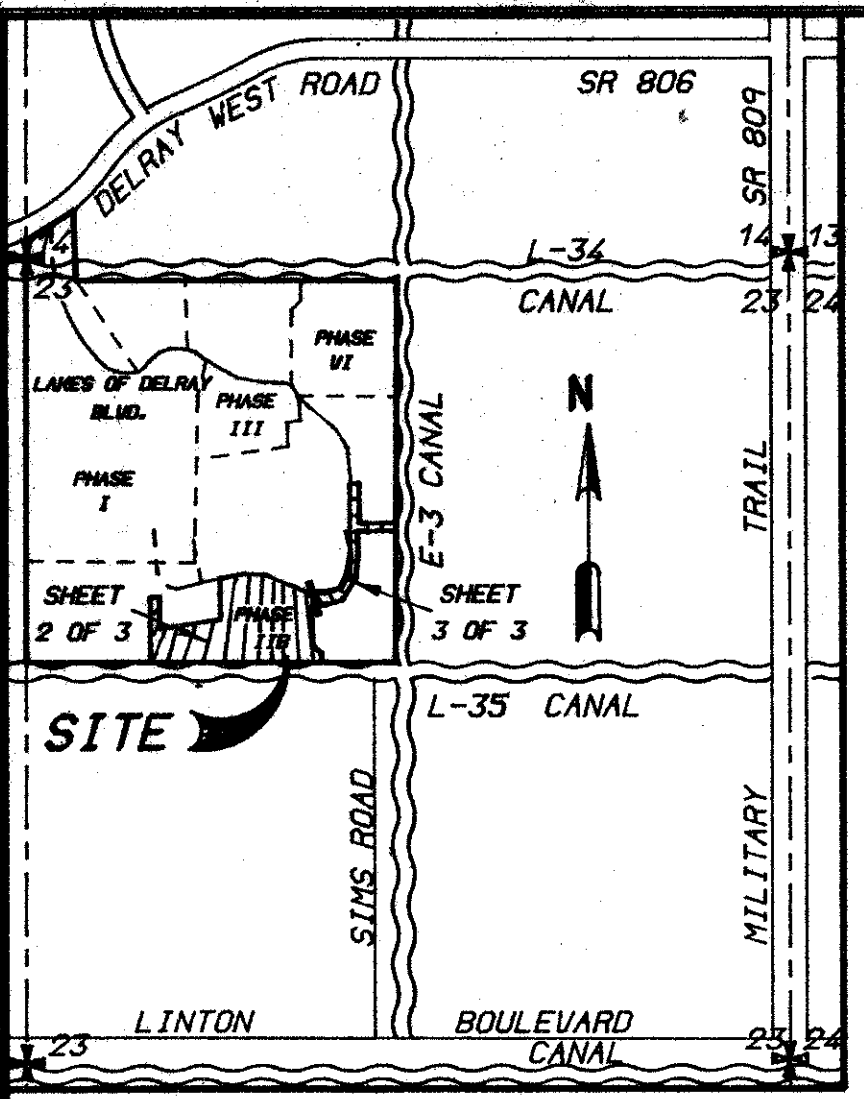 DELRAY WEST ROAD
SR 806
SR 809
14 13
L-34
CANAL
23 24
14
23
PHASE
VI
LAKES OF DELRAY
BLVD.
PHASE
III
N
E-3 CANAL
TRAIL
PHASE
I
SHEET
2 OF 3
PHASE
IIB
SHEET
3 OF 3
L-35 CANAL
SITE
SIMS ROAD
MILITARY
LINTON BOULEVARD
CANAL
23
23 24